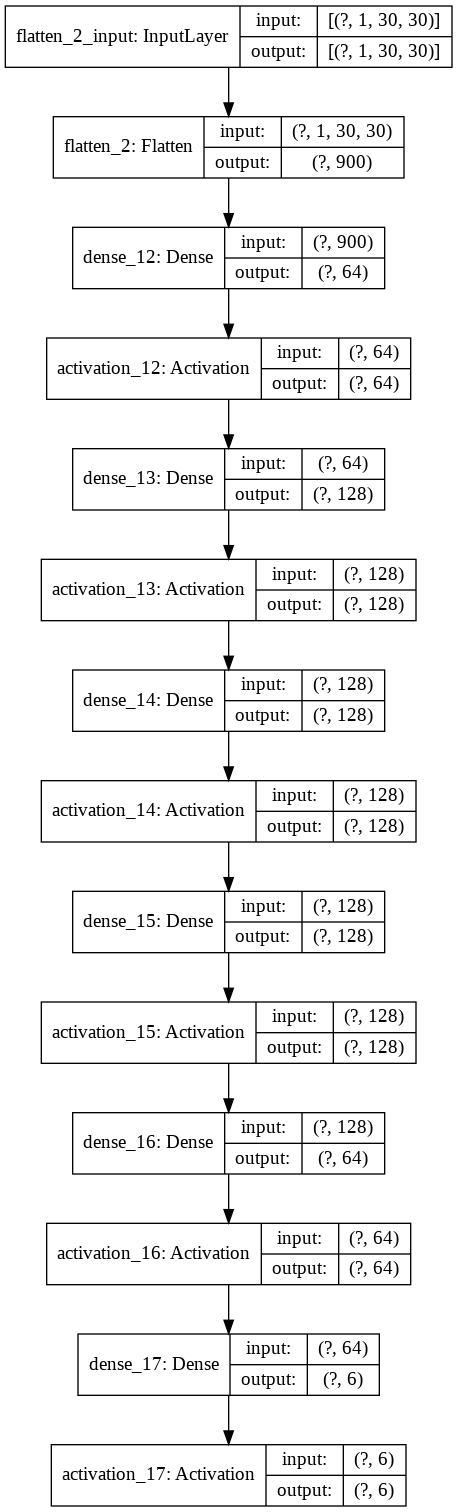 flatten_2_input: InputLayer
input: [(?, 1, 30, 30)]
output: [(?, 1, 30, 30)]
flatten_2: Flatten
input: (?, 1, 30, 30)
output: (?, 900)
dense_12: Dense
input: (?, 900)
output: (?, 64)
activation_12: Activation
input: (?, 64)
output: (?, 64)
dense_13: Dense
input: (?, 64)
output: (?, 128)
activation_13: Activation
input: (?, 128)
output: (?, 128)
dense_14: Dense
input: (?, 128)
output: (?, 128)
activation_14: Activation
input: (?, 128)
output: (?, 128)
dense_15: Dense
input: (?, 128)
output: (?, 128)
activation_15: Activation
input: (?, 128)
output: (?, 128)
dense_16: Dense
input: (?, 128)
output: (?, 64)
activation_16: Activation
input: (?, 64)
output: (?, 64)
dense_17: Dense
input: (?, 64)
output: (?, 6)
activation_17: Activation
input: (?, 6)
output: (?, 6)